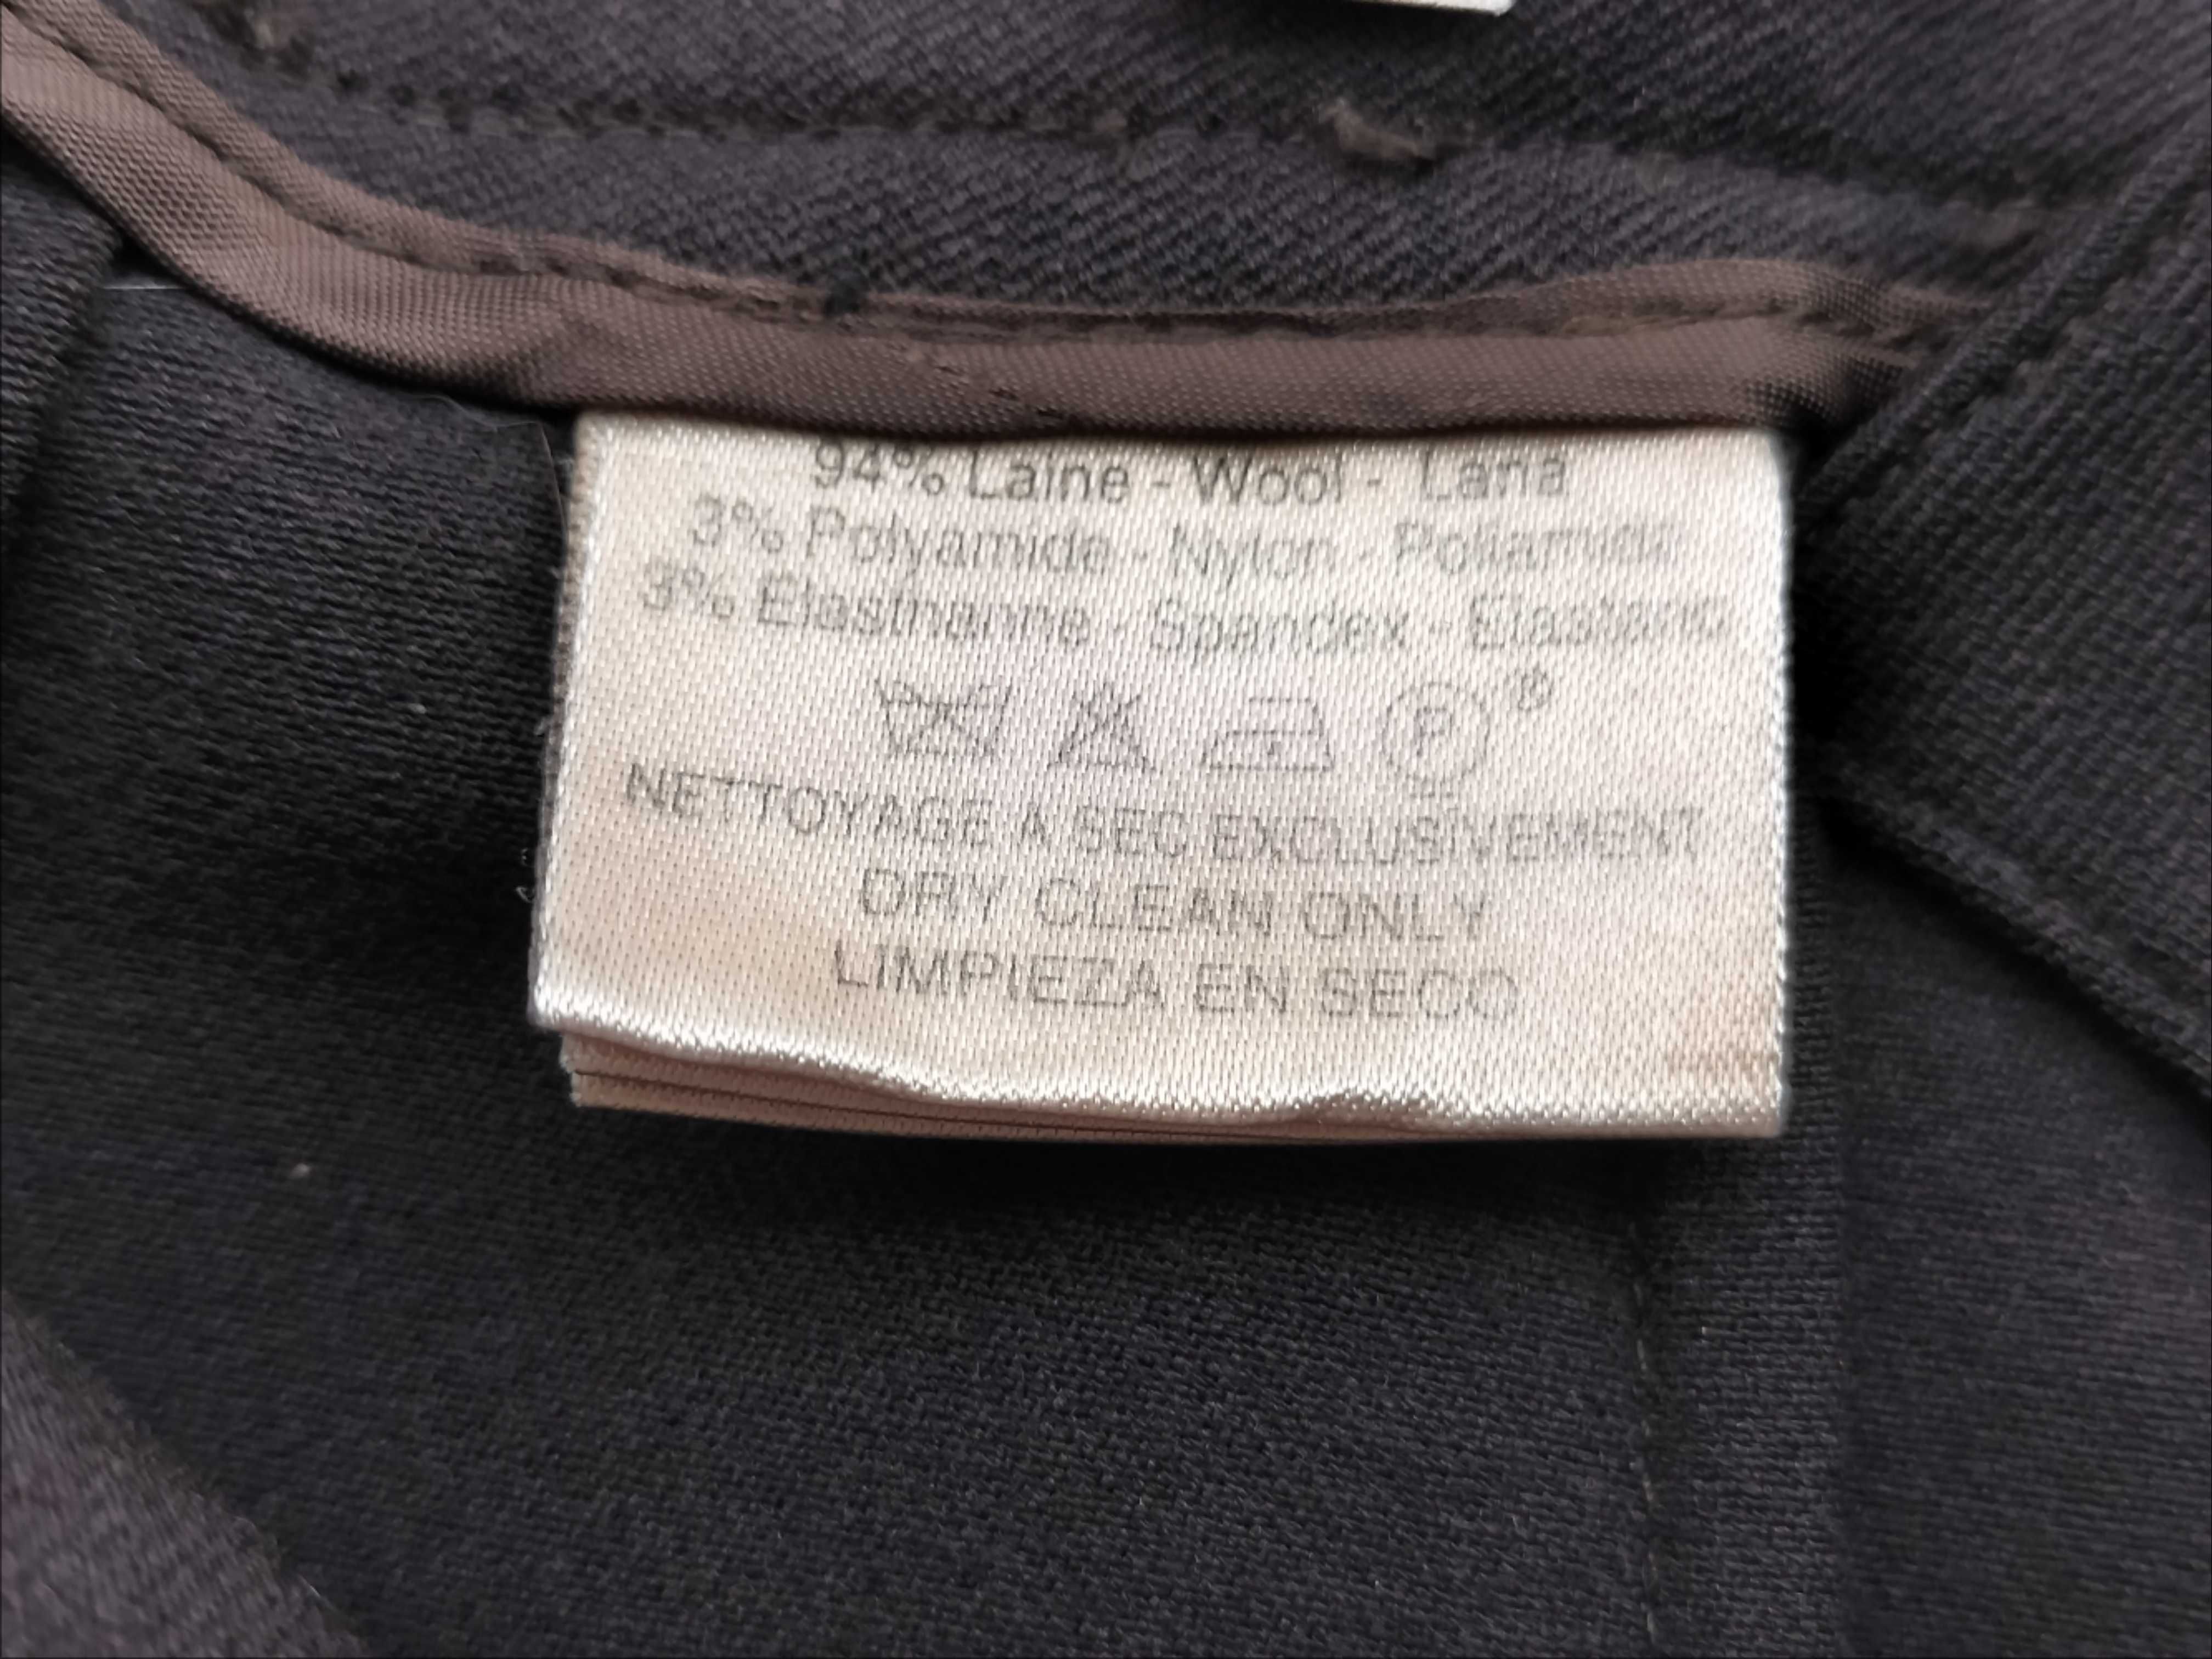 94% Laine - Wool - Lana
3% Polyamide - Nylon - Poliamida
3% Elasthanne - Spandex - Elastano
P ®
NETTOYAGE A SEC EXCLUSIVEMENT
DRY CLEAN ONLY
LIMPIEZA EN SECO